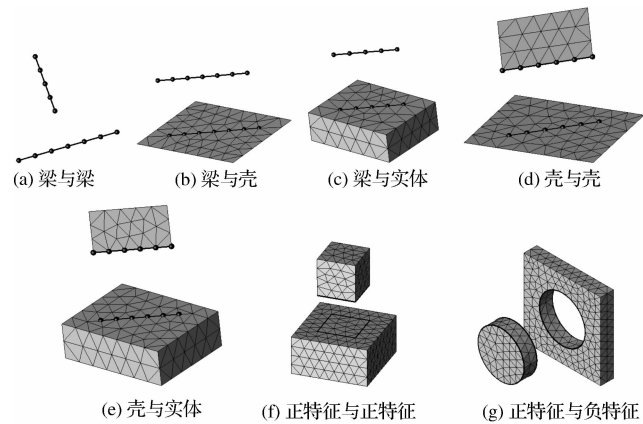 (a) 梁与梁
(b) 梁与壳
(c) 梁与实体
(d) 壳与壳
(e) 壳与实体
(f) 正特征与正特征
(g) 正特征与负特征